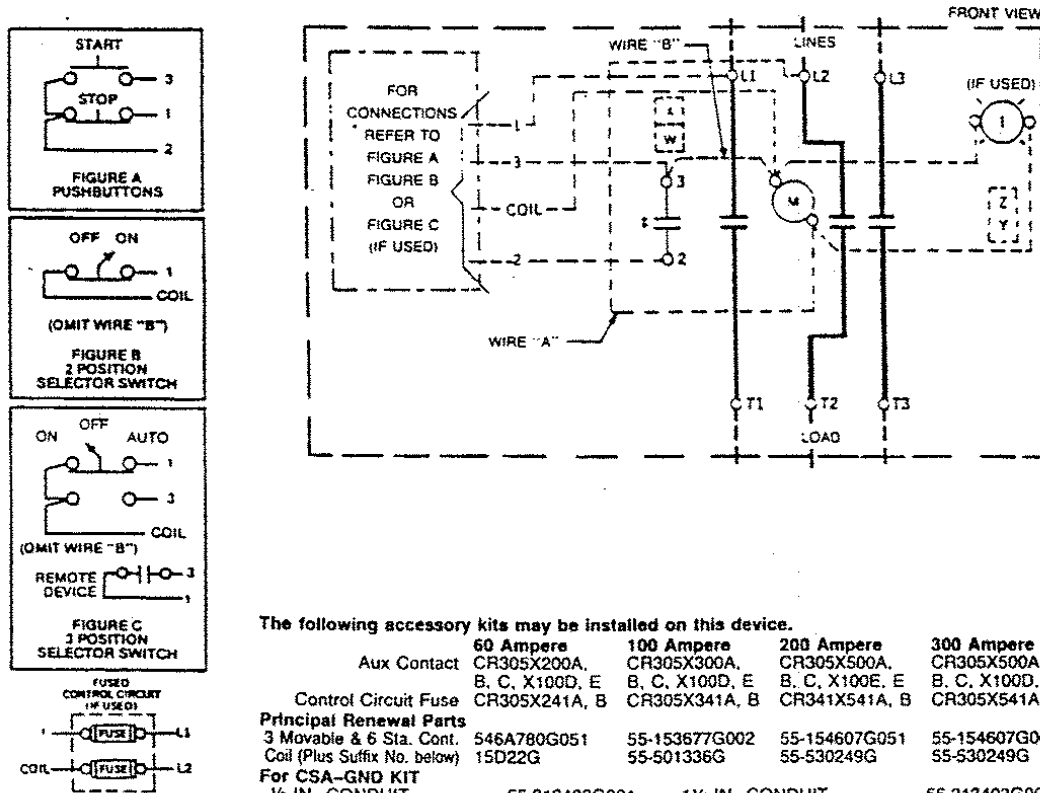 START
3
STOP
1
2
FIGURE A
PUSHBUTTONS
OFF ON
1
COIL
(OMIT WIRE "B")
FIGURE B
2 POSITION
SELECTOR SWITCH
OFF
ON AUTO
1
3
COIL
(OMIT WIRE "B")
REMOTE
DEVICE
3
1
FIGURE C
3 POSITION
SELECTOR SWITCH
FUSED
CONTROL CIRCUIT
(IF USED)
1 FUSE L1
COIL FUSE L2
FRONT VIEW
WIRE "B"
LINES
L1 L2 L3
(IF USED)
FOR
CONNECTIONS
REFER TO
FIGURE A
FIGURE B
OR
FIGURE C
(IF USED)
1
3
COIL
2
X
W
3
2
M
I
Z
Y
WIRE "A"
T1 T2 T3
LOAD
The following accessory kits may be installed on this device.
60 Ampere 100 Ampere 200 Ampere 300 Ampere
Aux Contact CR305X200A, CR305X300A, CR305X500A, CR305X500A
B, C, X100D, E B, C, X100D, E B, C, X100E, E B, C, X100D,
Control Circuit Fuse CR305X241A, B CR305X341A, B CR341X541A, B CR305X541A
Principal Renewal Parts
3 Movable & 6 Sta. Cont. 546A780G051 55-153677G002 55-154607G051 55-154607G0
Coil (Plus Suffix No. below) 15D22G 55-501336G 55-530249G 55-530249G
For CSA-GND KIT
IN. CONDUIT IN. CONDUIT